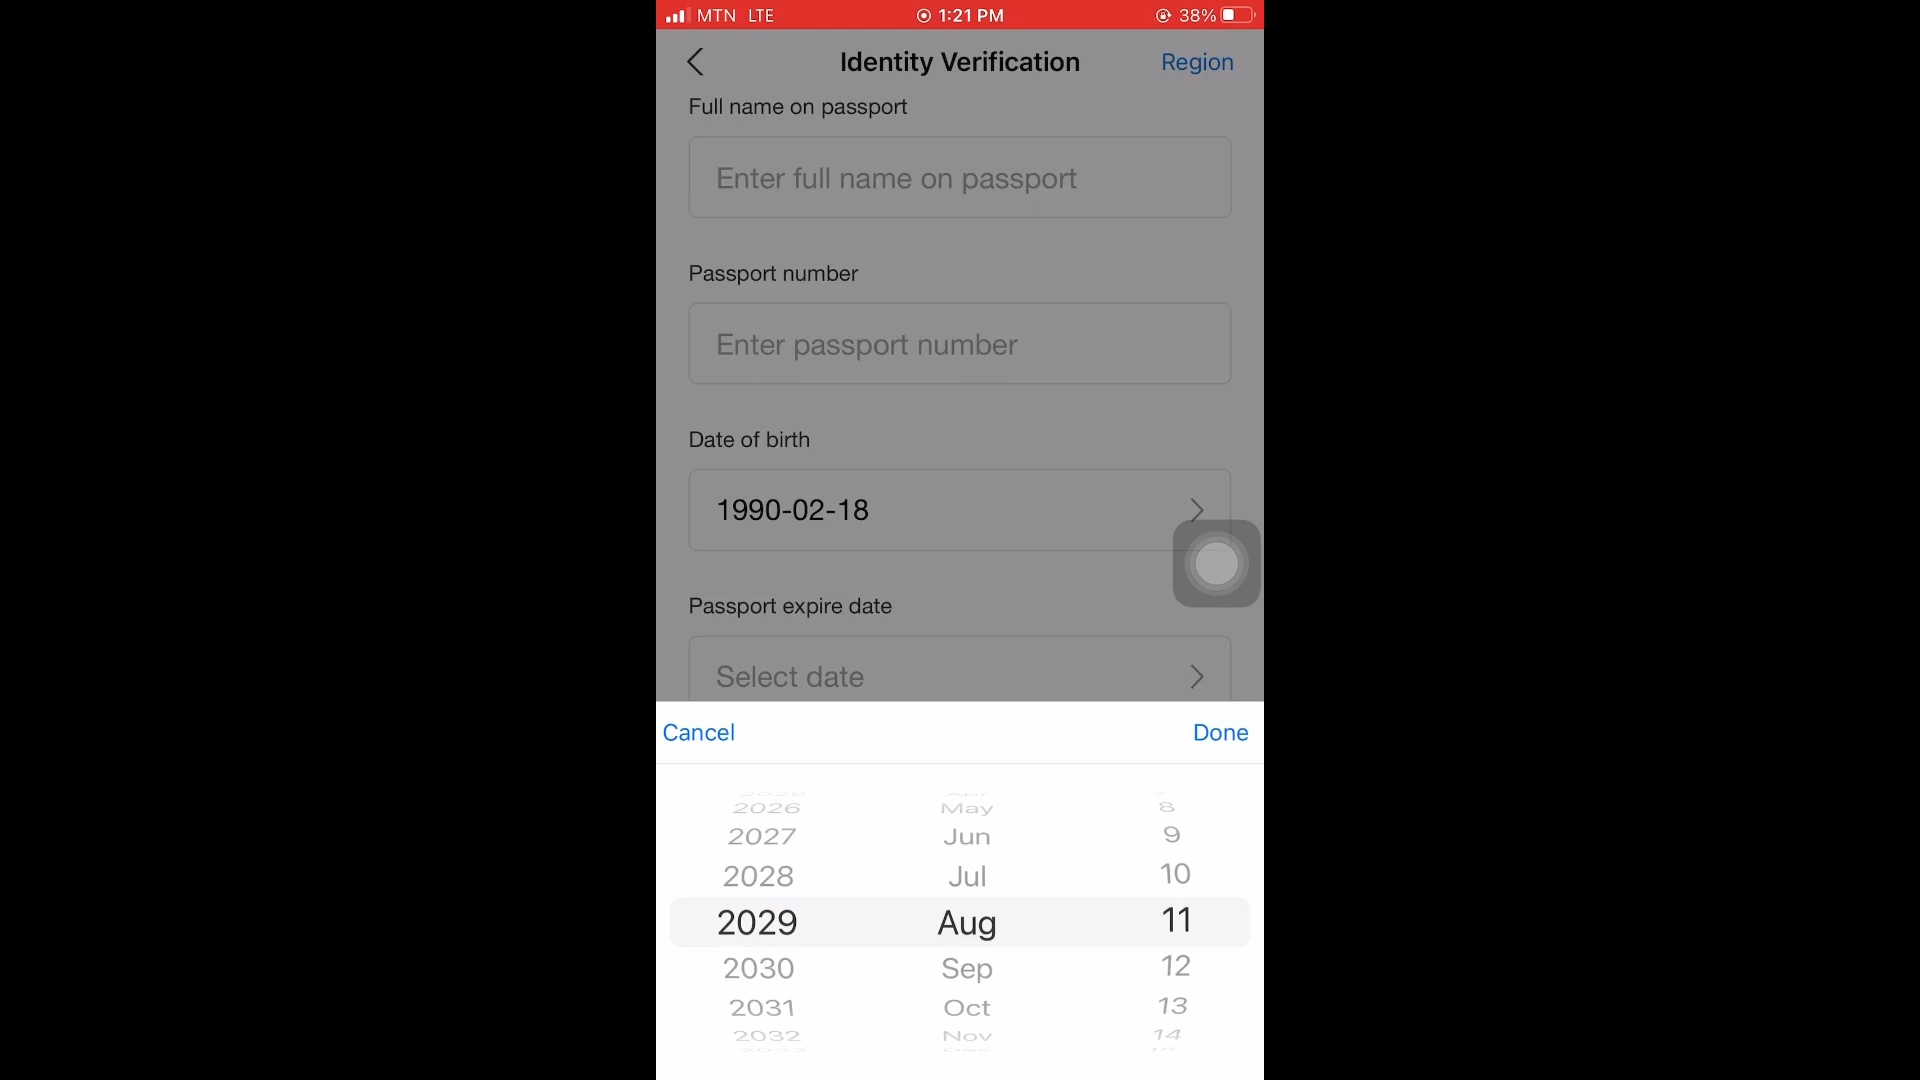 MTN LTE 1:21 PM 38%
Identity Verification Region
Full name on passport
Enter full name on passport
Passport number
Enter passport number
Date of birth
1990-02-18
Passport expire date
Select date
Cancel Done
2026 May 8
2027 Jun 9
2028 Jul 10
2029 Aug 11
2030 Sep 12
2031 Oct 13
2032 Nov 14